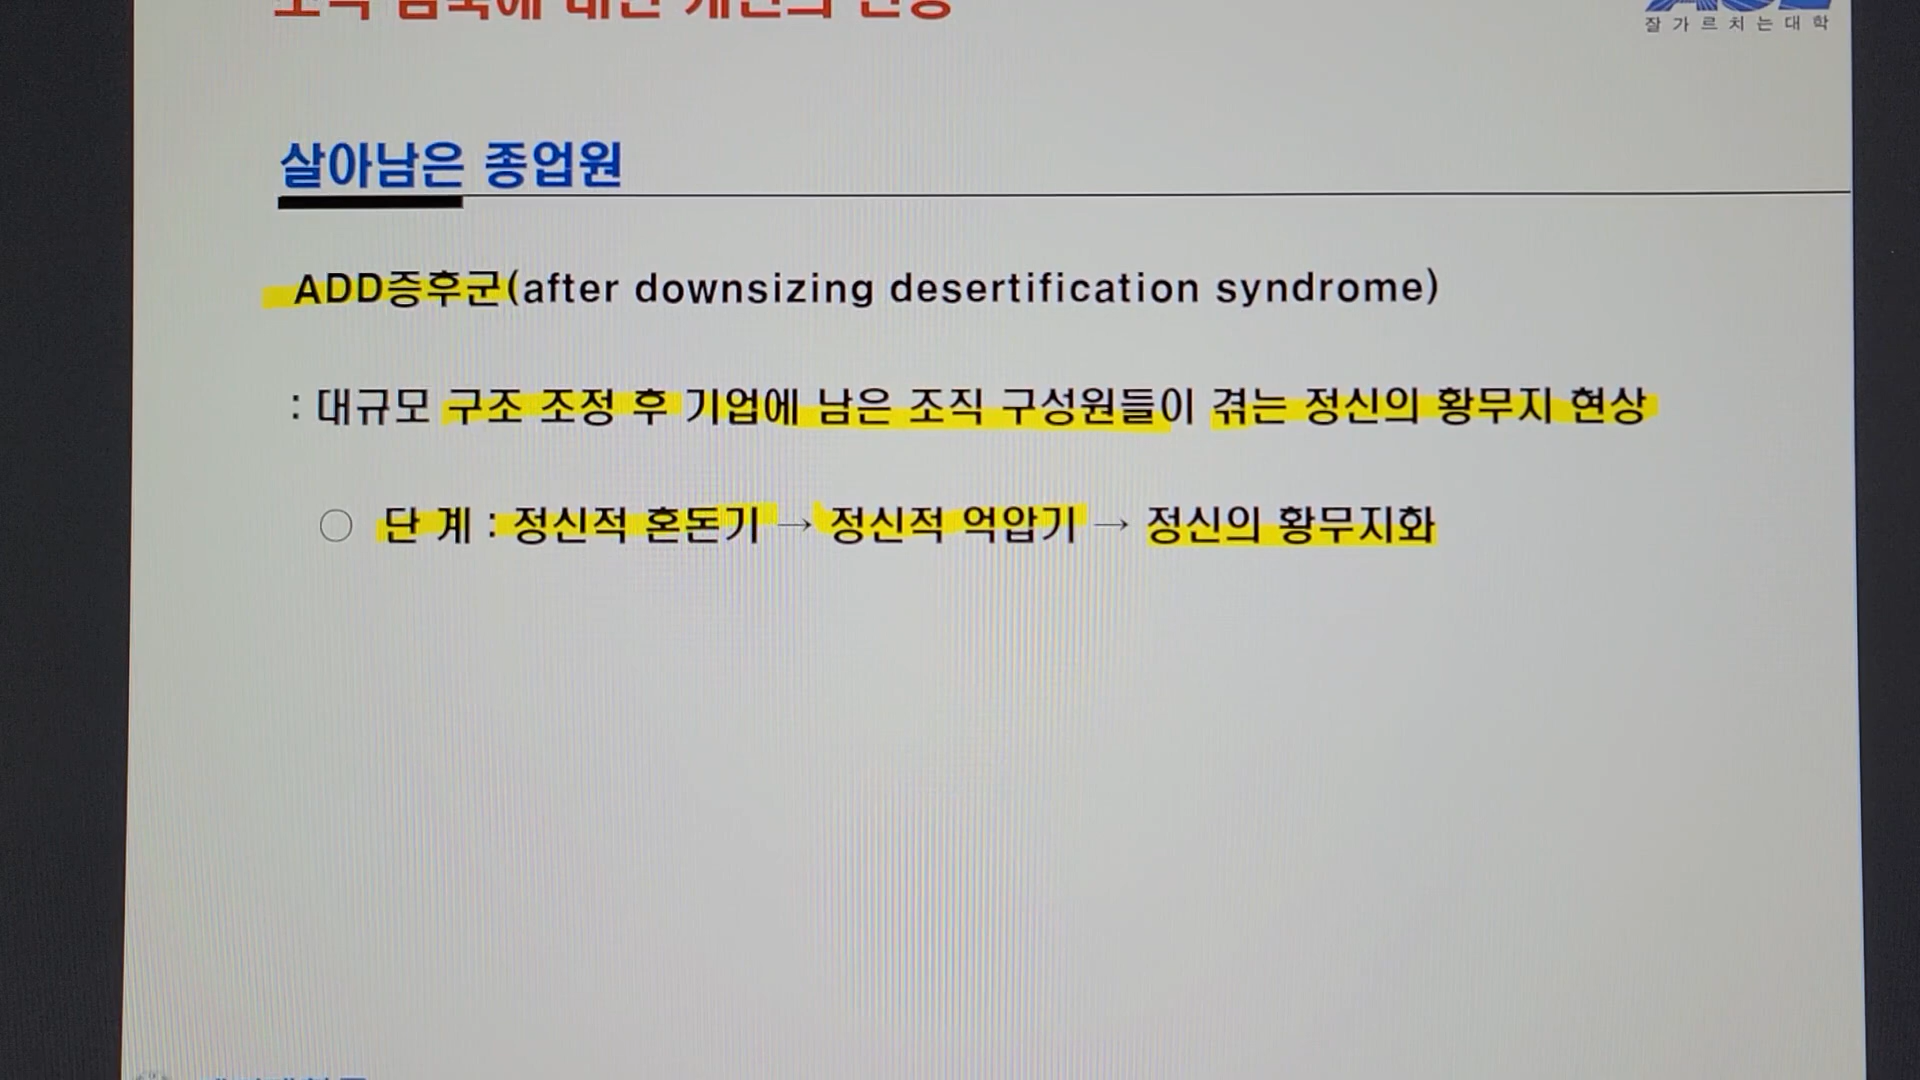 잘가르치는대학
살아남은 종업원
ADD증후군(after downsizing desertification syndrome)
: 대규모 구조 조정 후 기업에 남은 조직 구성원들이 겪는 정신의 황무지 현상
○ 단 계 : 정신적 혼돈기 → 정신적 억압기 → 정신의 황무지화